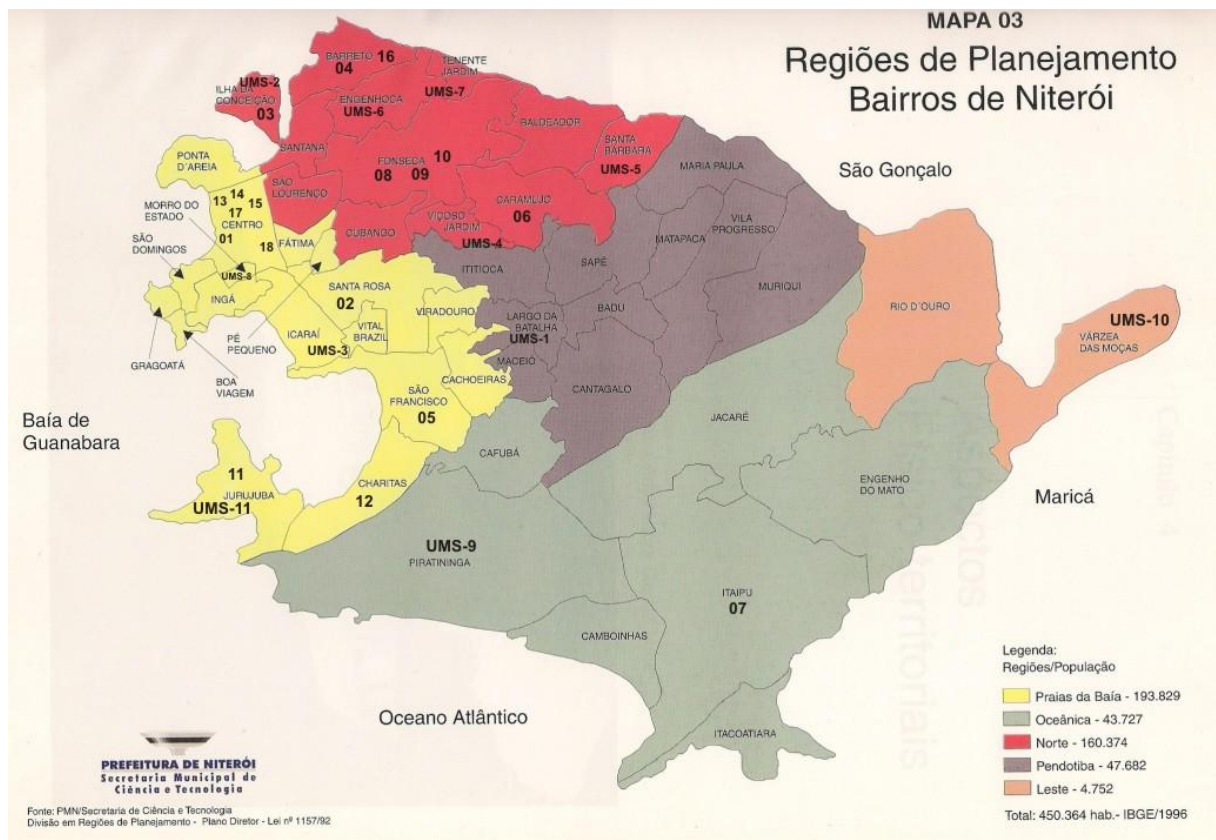 MAPA 03
Regiões de Planejamento
Bairros de Niterói
BARRETO 16
04
TENENTE
JARDIM
UMS-2
ILHA DA
CONCEIÇÃO
03
UMS-7
ENGENHOCA
UMS-6
BALDEADOR
SANTA
BÁRBARA
UMS-5
SANTANA
FONSECA 10
08 09
SÃO
LOURENÇO
CARAMUJO
06
VIÇOSO
JARDIM
UMS-4
CUBANGO
PONTA
D'AREIA
MARIA PAULA
São Gonçalo
13 14 15
17
CENTRO
01
18
MORRO DO
ESTADO
SÃO
DOMINGOS
FÁTIMA
UMS-8
INGÁ
GRAGOATÁ
BOA
VIAGEM
PÉ
PEQUENO
SANTA ROSA
02
ICARAÍ
UMS-3
VITAL
BRAZIL
VIRADOURO
ITITIOCA
SAPÊ
MATAPACA
VILA
PROGRESSO
MURIQUI
BADU
LARGO DA
BATALHA
UMS-1
MACEIÓ
CANTAGALO
RIO D'OURO
UMS-10
VÁRZEA
DAS MOÇAS
CACHOEIRAS
SÃO
FRANCISCO
05
Baía de
Guanabara
JACARÉ
CAFUBÁ
CHARITAS
12
11
JURUJUBA
UMS-11
ENGENHO
DO MATO
Maricá
UMS-9
PIRATININGA
ITAIPU
07
CAMBOINHAS
ITACOATIARA
Oceano Atlântico
Legenda:
Regiões/População
Praias da Baía - 193.829
Oceânica - 43.727
Norte - 160.374
Pendotiba - 47.682
Leste - 4.752
Total: 450.364 hab.- IBGE/1996
PREFEITURA DE NITERÓI
Secretaria Municipal de
Ciência e Tecnologia
Fonte: PMN/Secretaria de Ciência e Tecnologia
Divisão em Regiões de Planejamento - Plano Diretor - Lei nº 1157/92